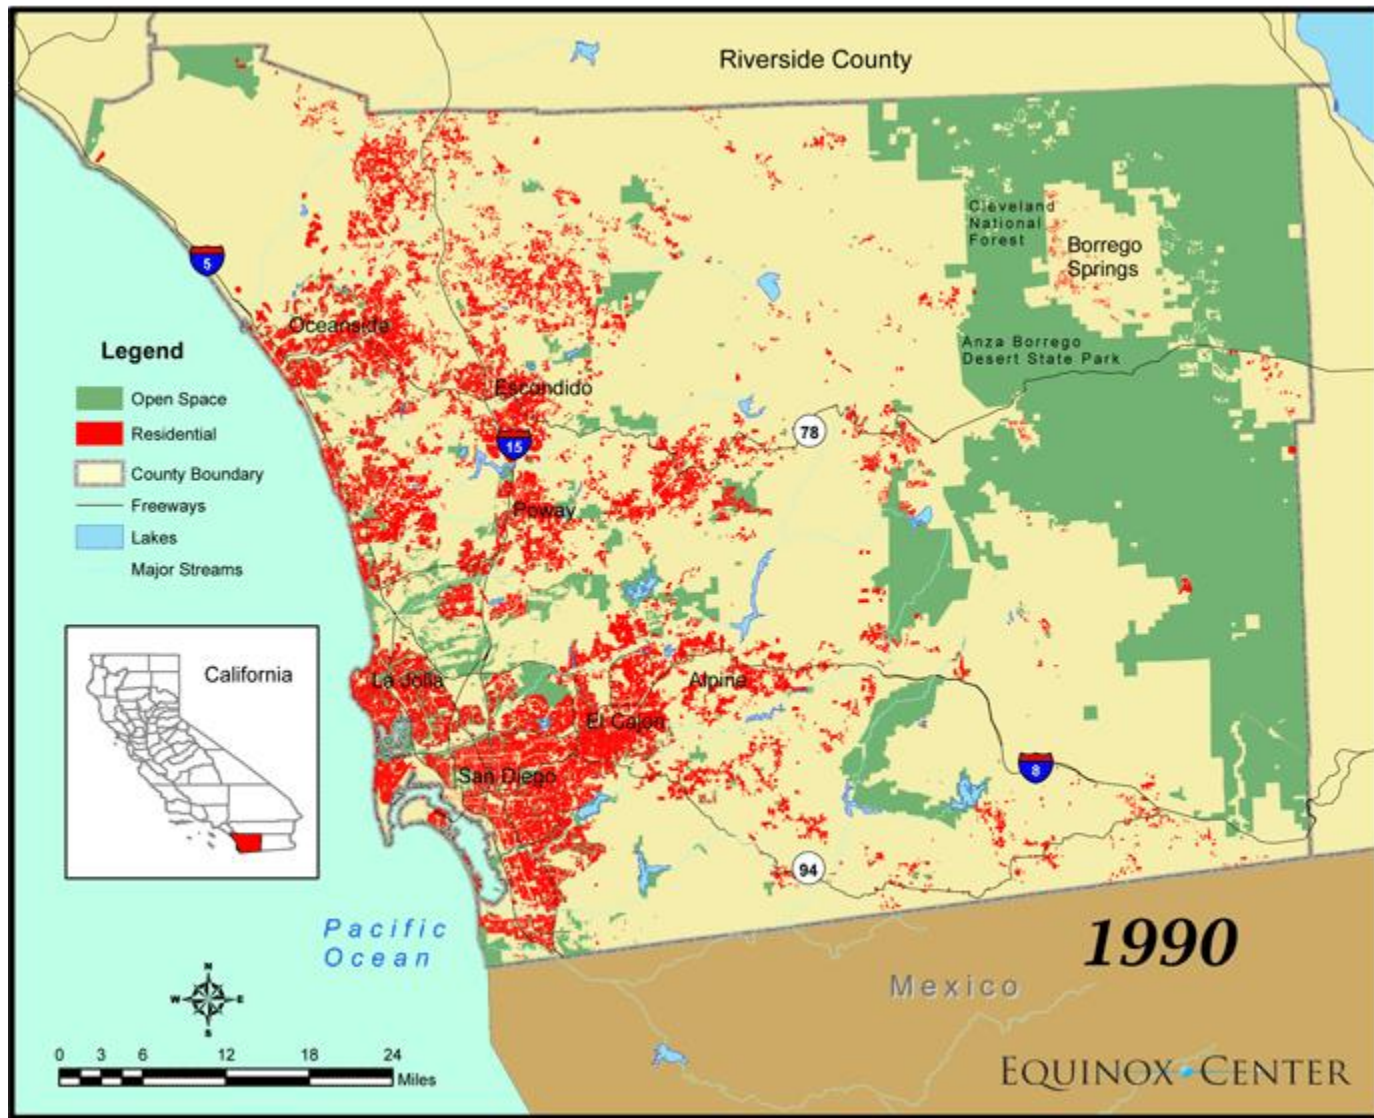 Riverside County
Cleveland
National
Forest
Borrego
Springs
5
Oceanside
Anza Borrego
Desert State Park
Legend
Open Space
Residential
County Boundary
Freeways
Lakes
Major Streams
Escondido
78
15
Poway
California
La Jolla
Alpine
El Cajon
San Diego
8
94
Pacific
Ocean
1990
Mexico
N
W E
S
0 3 6 12 18 24
Miles
EQUINOX CENTER